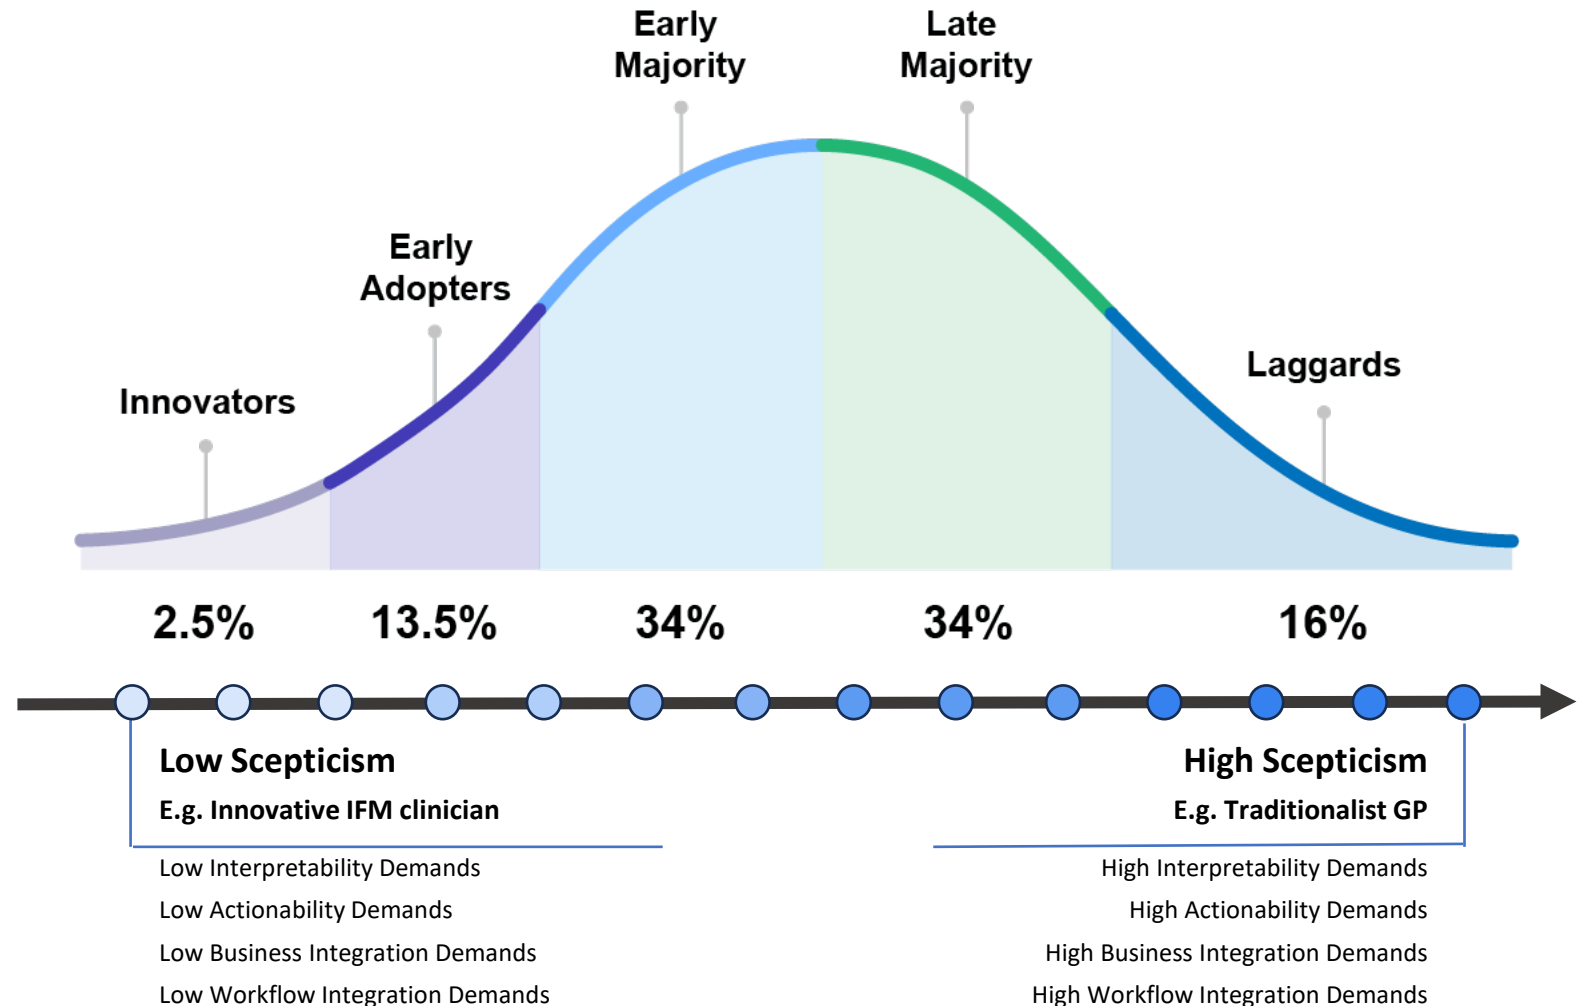 Early
Majority
Late
Majority
Early
Adopters
Innovators
Laggards
2.5%
13.5%
34%
34%
16%
Low Scepticism
E.g. Innovative IFM clinician
Low Interpretability Demands
Low Actionability Demands
Low Business Integration Demands
Low Workflow Integration Demands
High Scepticism
E.g. Traditionalist GP
High Interpretability Demands
High Actionability Demands
High Business Integration Demands
High Workflow Integration Demands